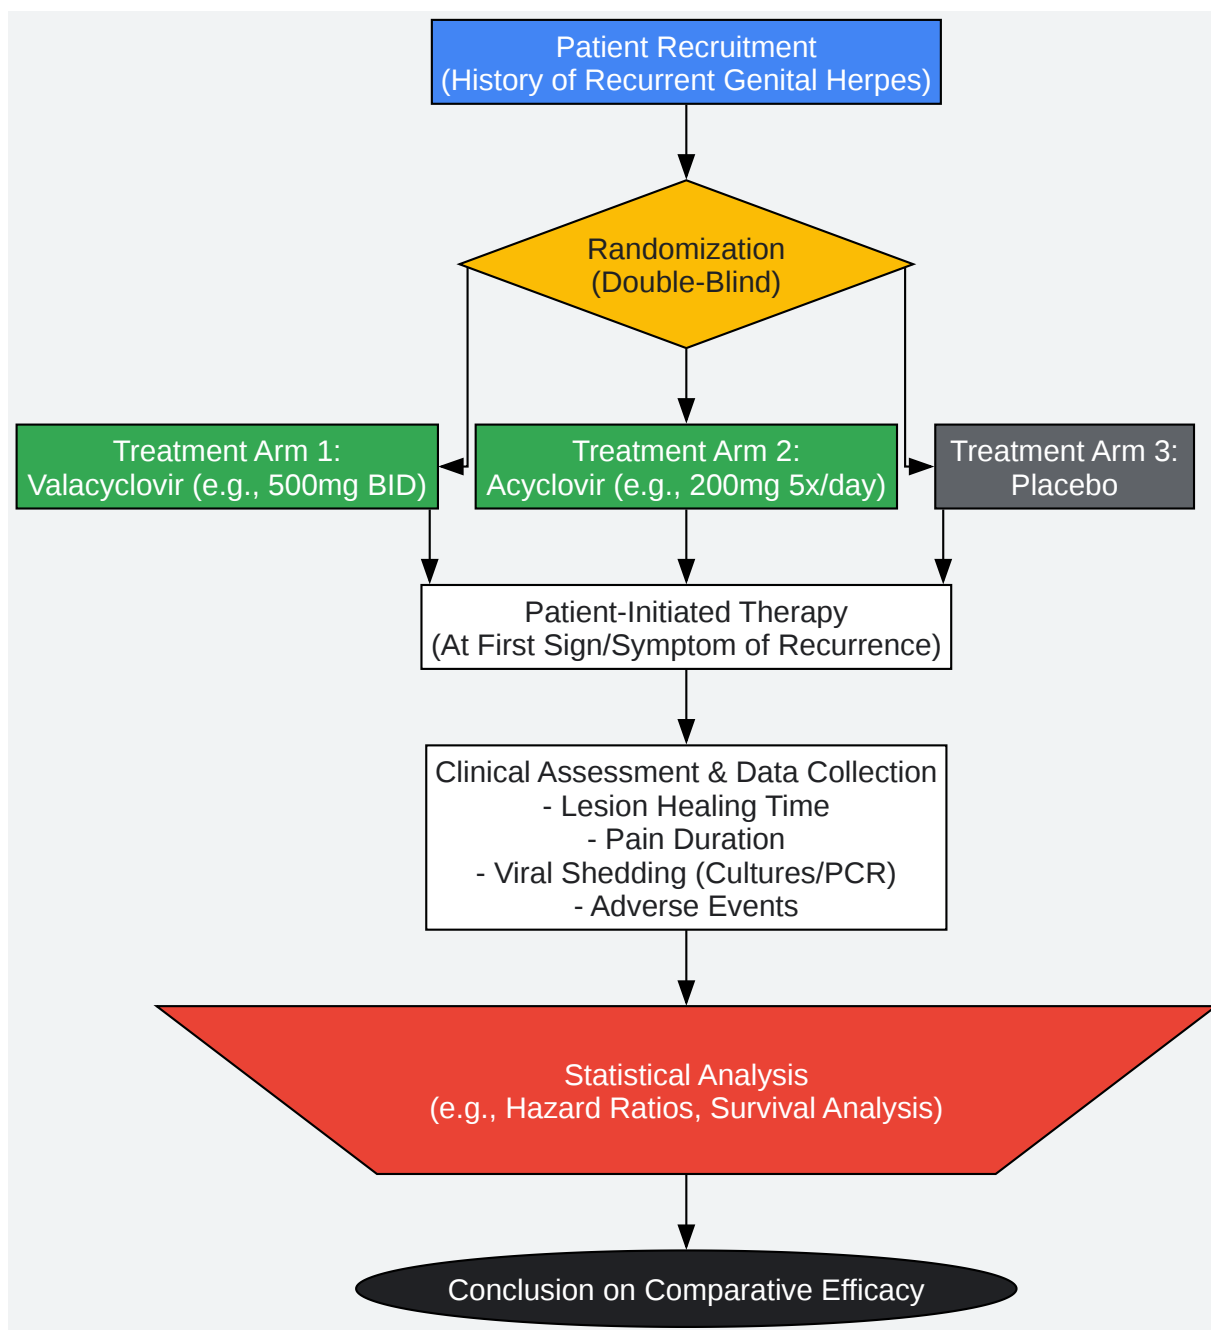 Patient Recruitment
(History of Recurrent Genital Herpes)
Randomization
(Double-Blind)
Treatment Arm 1:
Valacyclovir (e.g., 500mg BID)
Treatment Arm 2:
Acyclovir (e.g., 200mg 5x/day)
Treatment Arm 3:
Placebo
Patient-Initiated Therapy
(At First Sign/Symptom of Recurrence)
Clinical Assessment & Data Collection
- Lesion Healing Time
- Pain Duration
- Viral Shedding (Cultures/PCR)
- Adverse Events
Statistical Analysis
(e.g., Hazard Ratios, Survival Analysis)
Conclusion on Comparative Efficacy